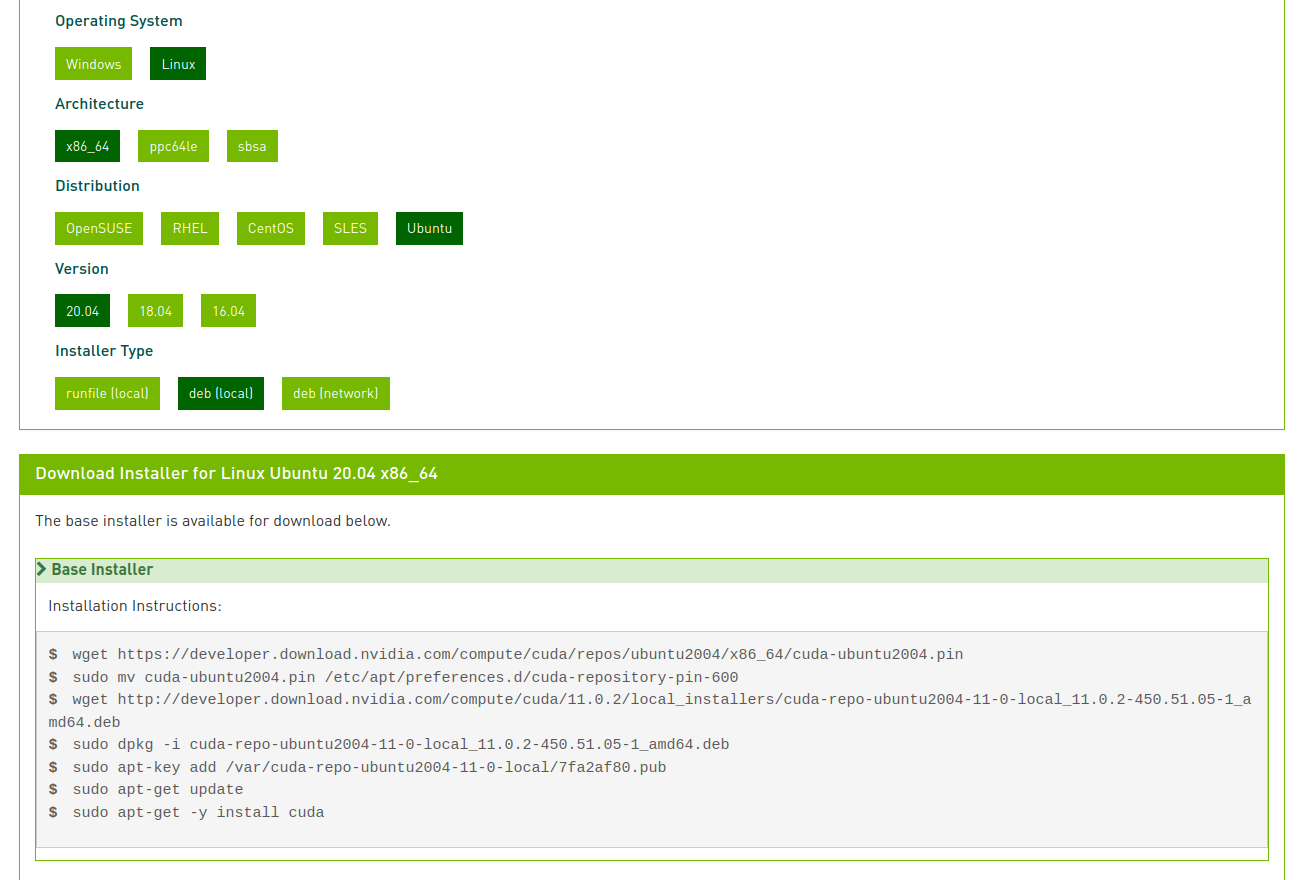 Operating System
Windows Linux
Architecture
x86_64 ppc64le sbsa
Distribution
OpenSUSE RHEL CentOS SLES Ubuntu
Version
20.04 18.04 16.04
Installer Type
runfile (local) deb (local) deb (network)
Download Installer for Linux Ubuntu 20.04 x86_64
The base installer is available for download below.
Base Installer
Installation Instructions:
$ wget https://developer.download.nvidia.com/compute/cuda/repos/ubuntu2004/x86_64/cuda-ubuntu2004.pin
$ sudo mv cuda-ubuntu2004.pin /etc/apt/preferences.d/cuda-repository-pin-600
$ wget http://developer.download.nvidia.com/compute/cuda/11.0.2/local_installers/cuda-repo-ubuntu2004-11-0-local_11.0.2-450.51.05-1_a
md64.deb
$ sudo dpkg -i cuda-repo-ubuntu2004-11-0-local_11.0.2-450.51.05-1_amd64.deb
$ sudo apt-key add /var/cuda-repo-ubuntu2004-11-0-local/7fa2af80.pub
$ sudo apt-get update
$ sudo apt-get -y install cuda